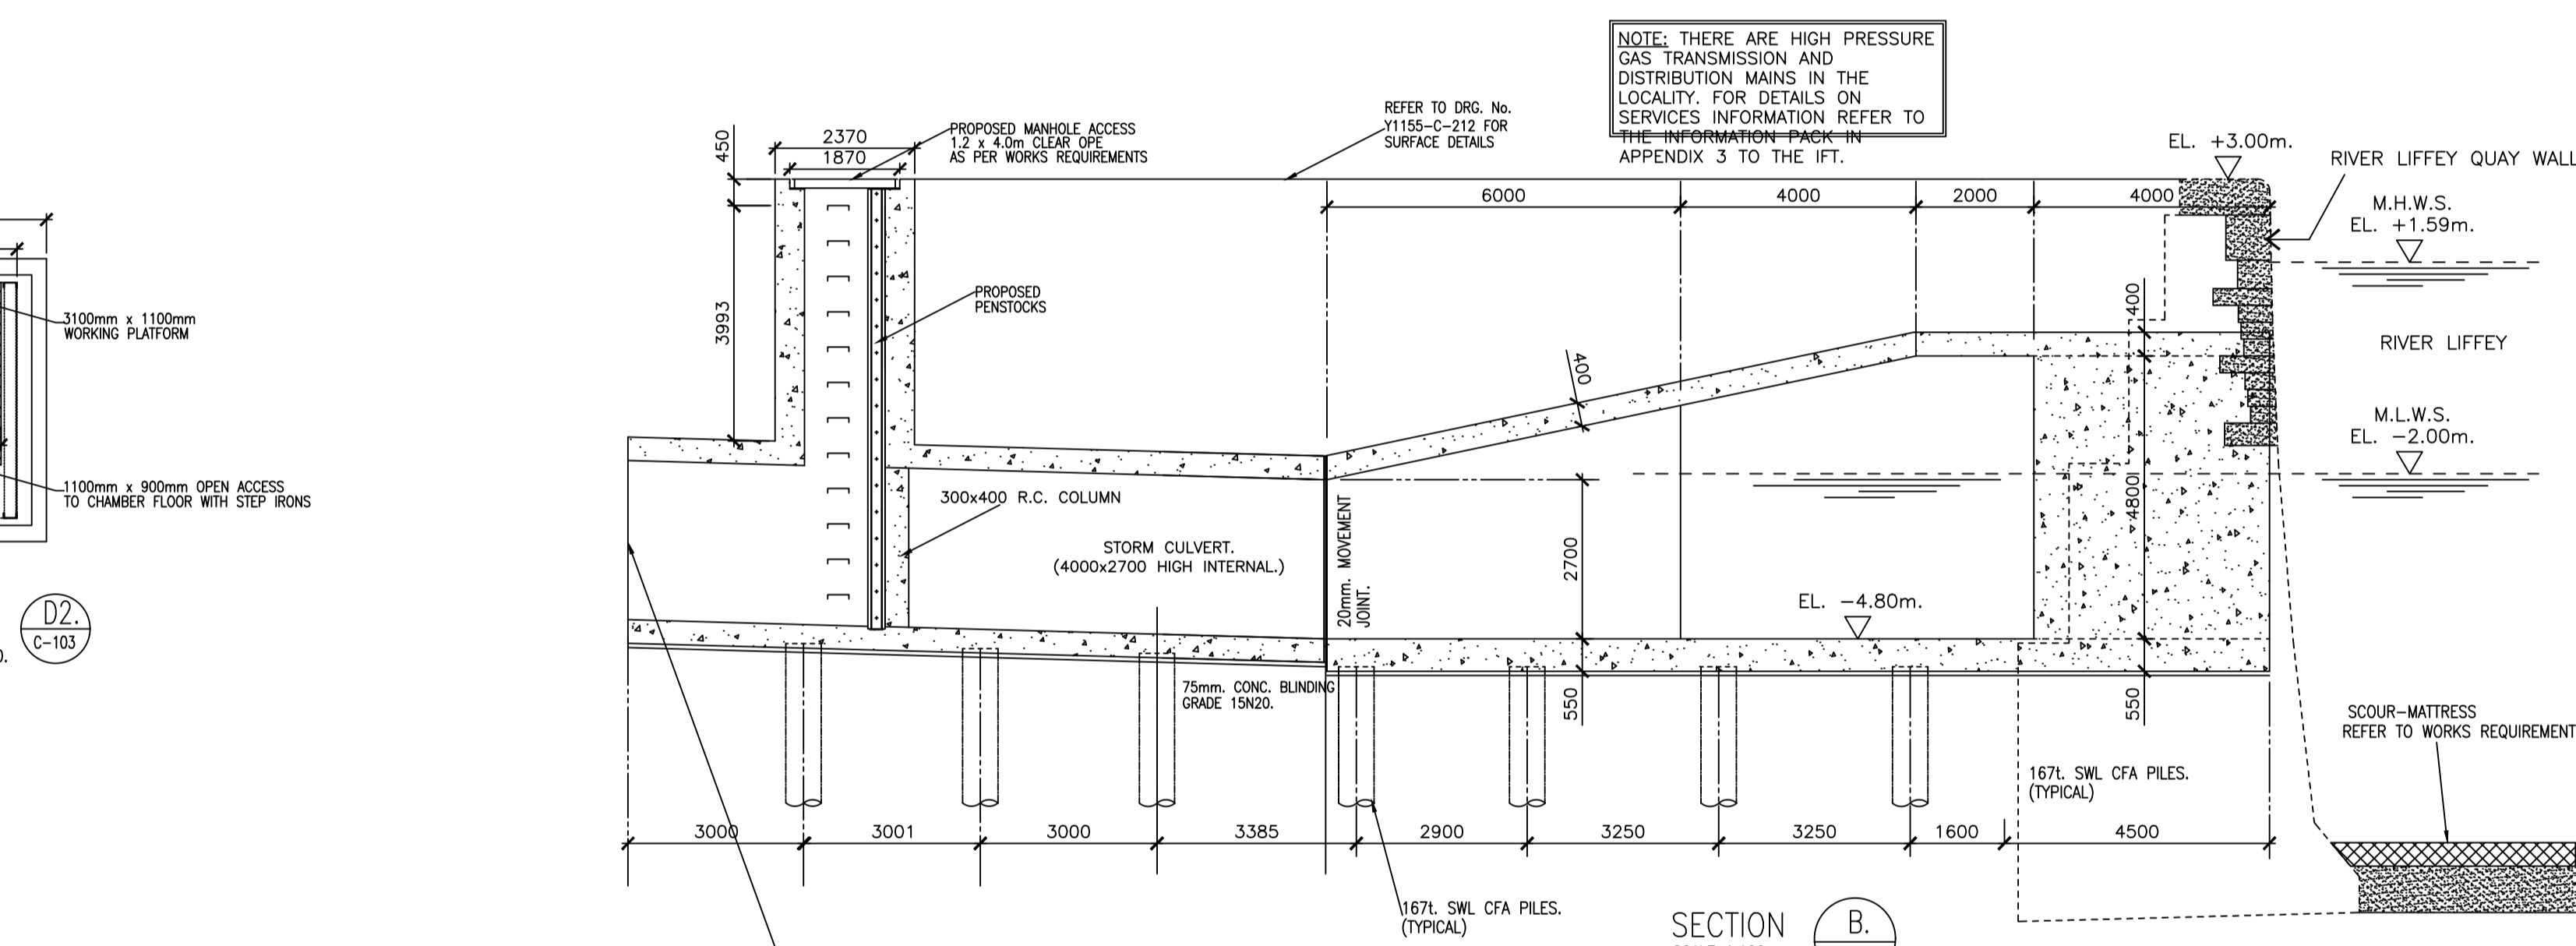 NOTE: THERE ARE HIGH PRESSURE
GAS TRANSMISSION AND
DISTRIBUTION MAINS IN THE
LOCALITY. FOR DETAILS ON
SERVICES INFORMATION REFER TO
THE INFORMATION PACK IN
APPENDIX 3 TO THE IFT.
REFER TO DRG. No.
Y1155-C-212 FOR
SURFACE DETAILS
PROPOSED MANHOLE ACCESS
1.2 x 4.0m CLEAR OPE
AS PER WORKS REQUIREMENTS
450
2370
1870
EL. +3.00m.
RIVER LIFFEY QUAY WALL
6000
4000
2000
4000
M.H.W.S.
EL. +1.59m.
3100mm x 1100mm
WORKING PLATFORM
3993
PROPOSED
PENSTOCKS
400
400
RIVER LIFFEY
M.L.W.S.
EL. -2.00m.
1100mm x 900mm OPEN ACCESS
TO CHAMBER FLOOR WITH STEP IRONS
300x400 R.C. COLUMN
STORM CULVERT.
(4000x2700 HIGH INTERNAL.)
20mm. MOVEMENT
JOINT.
2700
4800
EL. -4.80m.
D2.
C-103
75mm. CONC. BLINDING
GRADE 15N20.
550
550
SCOUR-MATTRESS
REFER TO WORKS REQUIREMENT
167t. SWL CFA PILES.
(TYPICAL)
3000
3001
3000
3385
2900
3250
3250
1600
4500
167t. SWL CFA PILES.
(TYPICAL)
SECTION
B.